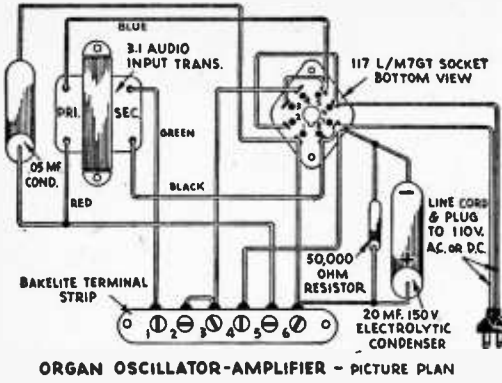 BLUE
3.1 AUDIO
INPUT TRANS.
117 L/M7GT SOCKET
BOTTOM VIEW
PRI.
SEC.
GREEN
.05 MF.
COND.
BLACK
RED
LINE CORD
& PLUG
TO 110V.
A.C. OR D.C.
50,000
OHM
RESISTOR
BAKELITE TERMINAL
STRIP
20 MF. 150V.
ELECTROLYTIC
CONDENSER
1 2 3 4 5 6
ORGAN OSCILLATOR-AMPLIFIER - PICTURE PLAN